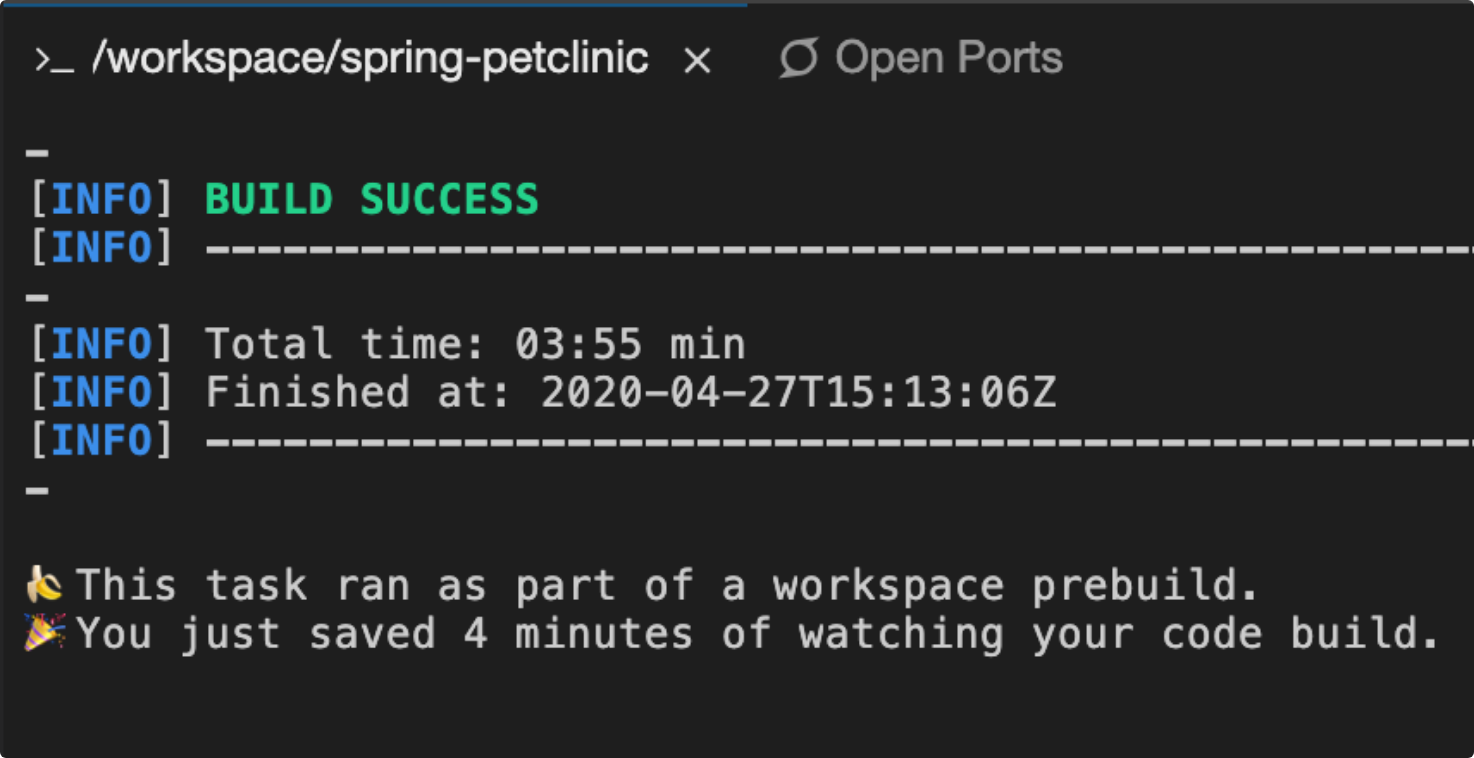 >_ /workspace/spring-petclinic × Open Ports
-
[INFO] BUILD SUCCESS
[INFO] -------------------------------------------------
-
[INFO] Total time: 03:55 min
[INFO] Finished at: 2020-04-27T15:13:06Z
[INFO] -------------------------------------------------
-
🍌 This task ran as part of a workspace prebuild.
🎉 You just saved 4 minutes of watching your code build.